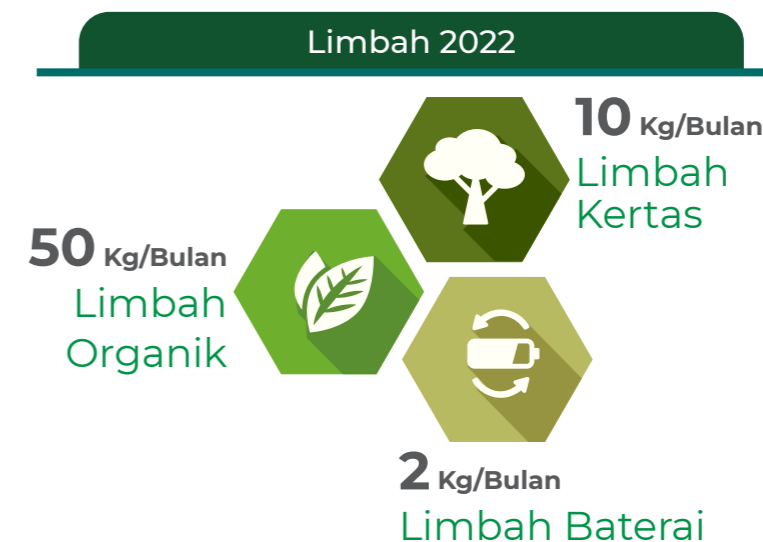 Limbah 2022
10 Kg/Bulan
Limbah
Kertas
50 Kg/Bulan
Limbah
Organik
2 Kg/Bulan
Limbah Baterai